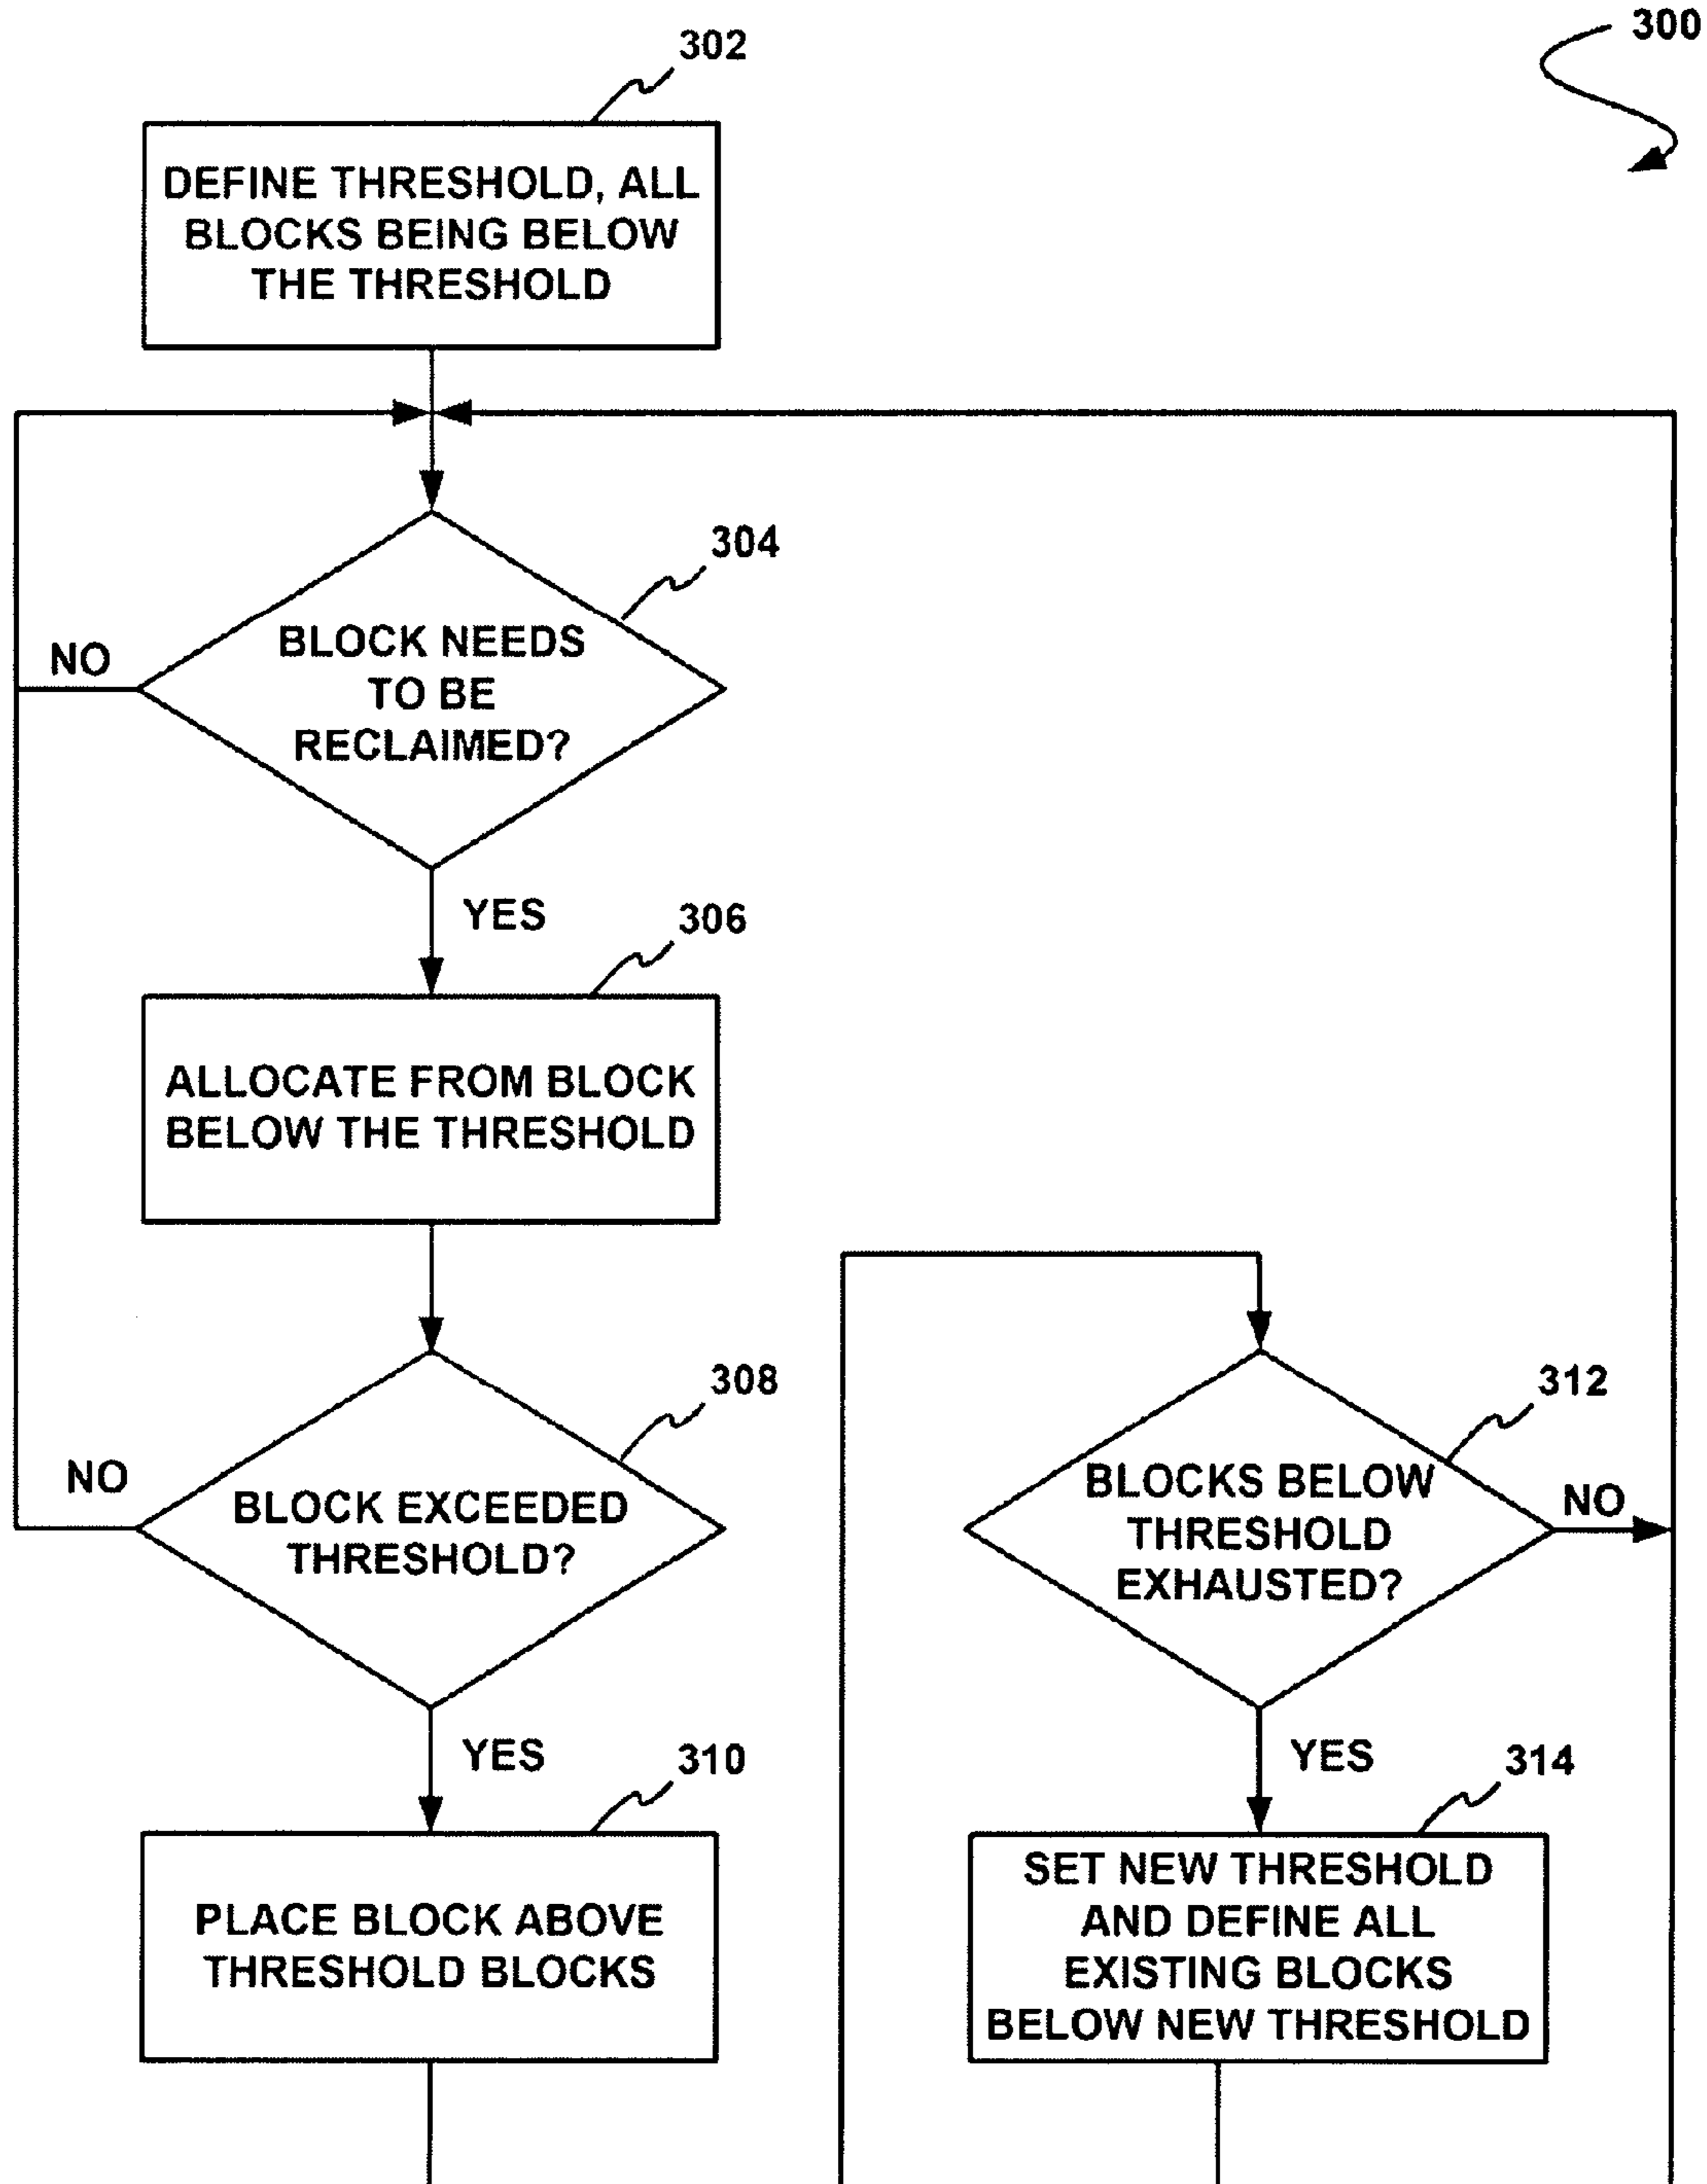 300
302
DEFINE THRESHOLD, ALL
BLOCKS BEING BELOW
THE THRESHOLD
304
BLOCK NEEDS
TO BE
RECLAIMED?
NO
YES
306
ALLOCATE FROM BLOCK
BELOW THE THRESHOLD
308
BLOCK EXCEEDED
THRESHOLD?
NO
YES
310
PLACE BLOCK ABOVE
THRESHOLD BLOCKS
312
BLOCKS BELOW
THRESHOLD
EXHAUSTED?
NO
YES
314
SET NEW THRESHOLD
AND DEFINE ALL
EXISTING BLOCKS
BELOW NEW THRESHOLD